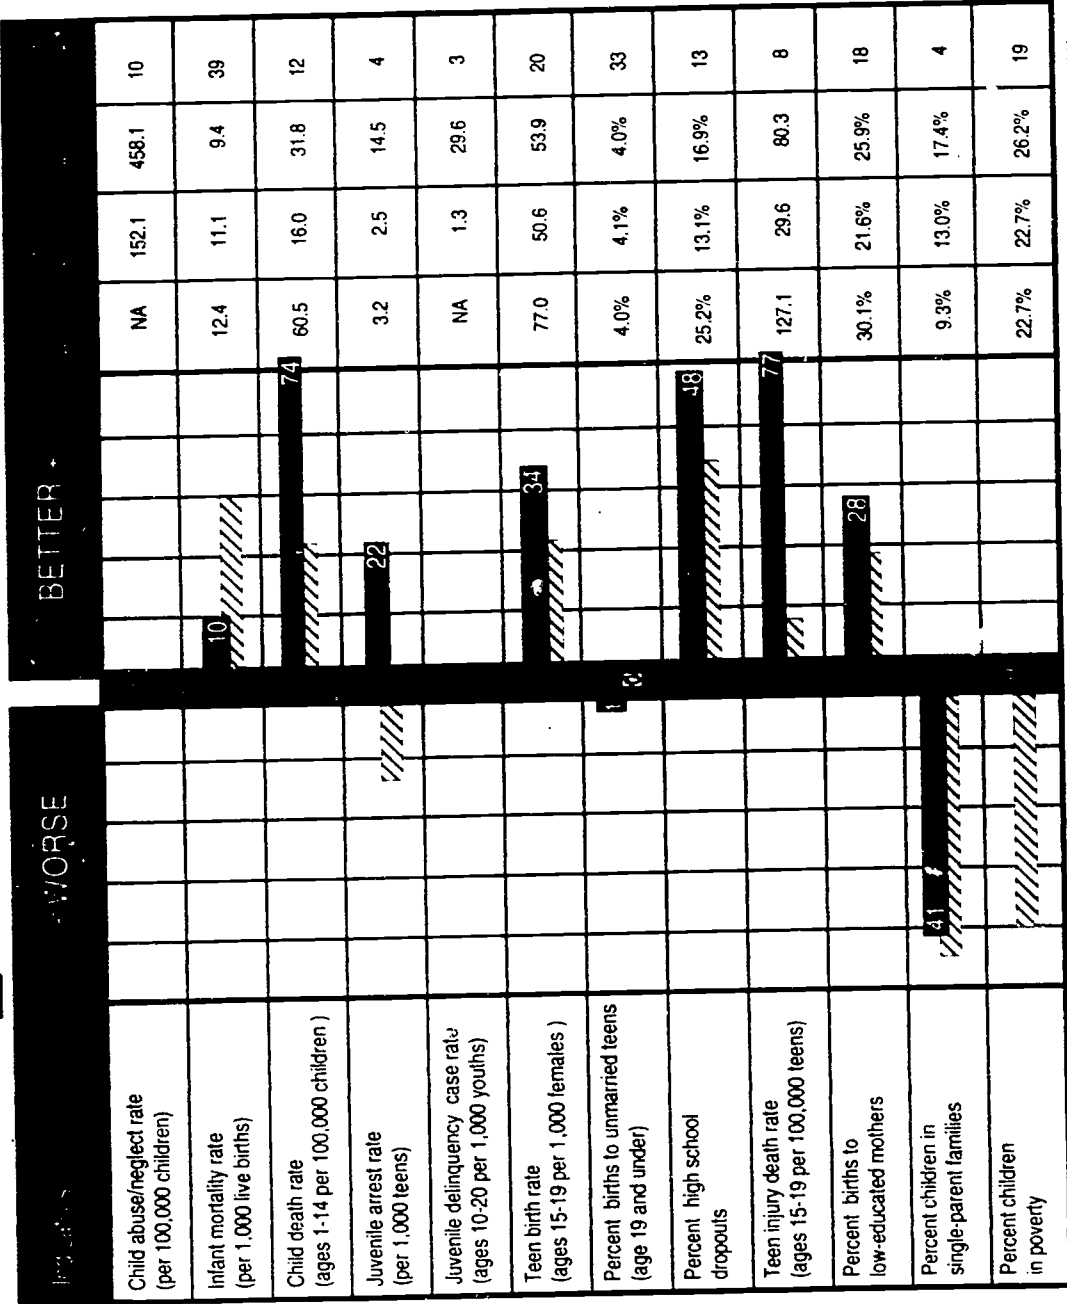 - WORSE
BETTER +
Child abuse/neglect rate
(per 100,000 children)
NA
152.1
458.1
10
Infant mortality rate
(per 1,000 live births)
10
12.4
11.1
9.4
39
Child death rate
(ages 1-14 per 100,000 children )
74
60.5
16.0
31.8
12
Juvenile arrest rate
(per 1,000 teens)
22
3.2
2.5
14.5
4
Juvenile delinquency case rate
(ages 10-20 per 1,000 youths)
NA
1.3
29.6
3
Teen birth rate
(ages 15-19 per 1,000 females )
34
77.0
50.6
53.9
20
Percent births to unmarried teens
(age 19 and under)
1
4.0%
4.1%
4.0%
33
Percent high school
dropouts
48
25.2%
13.1%
16.9%
13
Teen injury death rate
(ages 15-19 per 100,000 teens)
77
127.1
29.6
80.3
8
Percent births to
low-educated mothers
28
30.1%
21.6%
25.9%
18
Percent children in
single-parent families
41
9.3%
13.0%
17.4%
4
Percent children
in poverty
22.7%
22.7%
26.2%
19